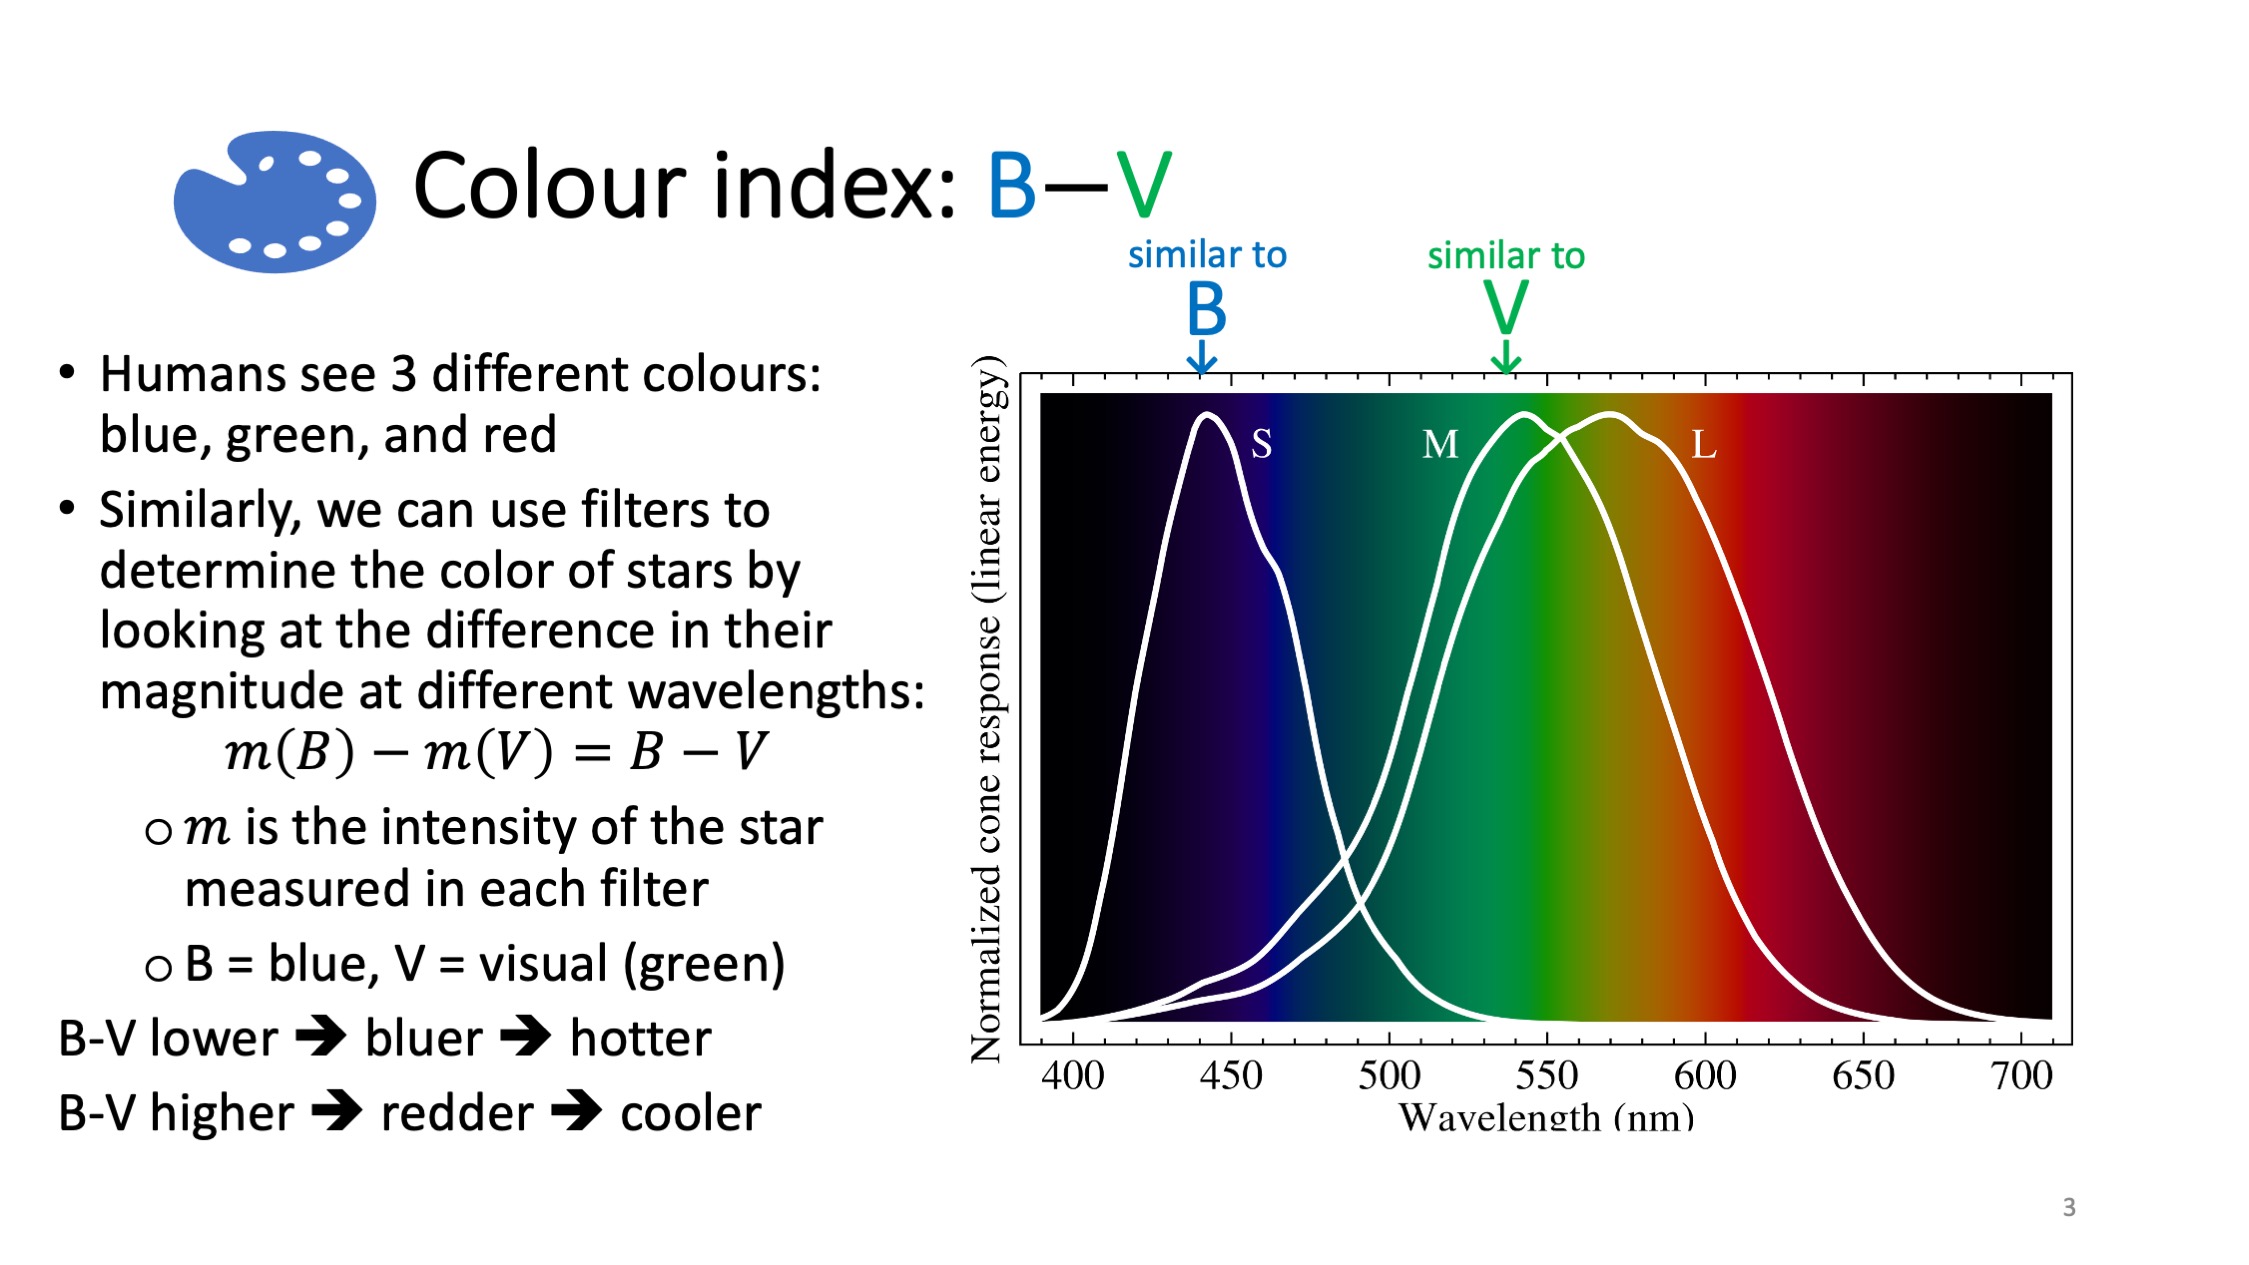 Colour index: B—V
similar to
B
similar to
V
• Humans see 3 different colours:
blue, green, and red
• Similarly, we can use filters to
determine the color of stars by
looking at the difference in their
magnitude at different wavelengths:
m(B) − m(V) = B − V
○ m is the intensity of the star
measured in each filter
○ B = blue, V = visual (green)
B-V lower ➔ bluer ➔ hotter
B-V higher ➔ redder ➔ cooler
Normalized cone response (linear energy)
S
M
L
400 450 500 550 600 650 700
Wavelength (nm)
3